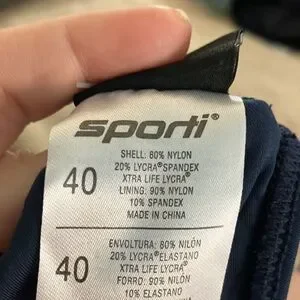 sporti®
SHELL: 80% NYLON
20% LYCRA® SPANDEX
XTRA LIFE LYCRA®
40
LINING: 90% NYLON
10% SPANDEX
MADE IN CHINA
ENVOLTURA: 80% NILÓN
20% LYCRA® ELASTANO
XTRA LIFE LYCRA®
40
FORRO: 90% NILÓN
10% ELASTANO